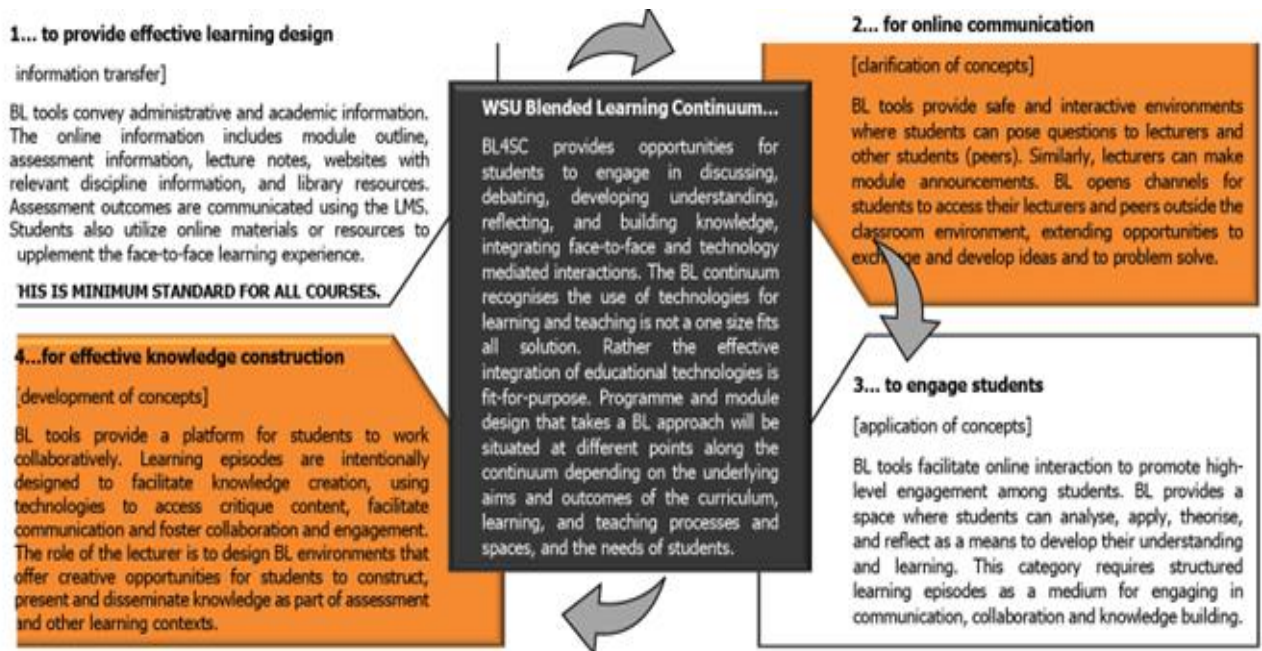 1... to provide effective learning design
information transfer]
BL tools convey administrative and academic information.
The online information includes module outline,
assessment information, lecture notes, websites with
relevant discipline information, and library resources.
Assessment outcomes are communicated using the LMS.
Students also utilize online materials or resources to
upplement the face-to-face learning experience.
HIS IS MINIMUM STANDARD FOR ALL COURSES.
2... for online communication
[clarification of concepts]
BL tools provide safe and interactive environments
where students can pose questions to lecturers and
other students (peers). Similarly, lecturers can make
module announcements. BL opens channels for
students to access their lecturers and peers outside the
classroom environment, extending opportunities to
exchange and develop ideas and to problem solve.
WSU Blended Learning Continuum...
BL4SC provides opportunities for
students to engage in discussing,
debating, developing understanding,
reflecting, and building knowledge,
integrating face-to-face and technology
mediated interactions. The BL continuum
recognises the use of technologies for
learning and teaching is not a one size fits
all solution. Rather the effective
integration of educational technologies is
fit-for-purpose. Programme and module
design that takes a BL approach will be
situated at different points along the
continuum depending on the underlying
aims and outcomes of the curriculum,
learning, and teaching processes and
spaces, and the needs of students.
3... to engage students
[application of concepts]
BL tools facilitate online interaction to promote high-
level engagement among students. BL provides a
space where students can analyse, apply, theorise,
and reflect as a means to develop their understanding
and learning. This category requires structured
learning episodes as a medium for engaging in
communication, collaboration and knowledge building.
4...for effective knowledge construction
[development of concepts]
BL tools provide a platform for students to work
collaboratively. Learning episodes are intentionally
designed to facilitate knowledge creation, using
technologies to access critique content, facilitate
communication and foster collaboration and engagement.
The role of the lecturer is to design BL environments that
offer creative opportunities for students to construct,
present and disseminate knowledge as part of assessment
and other learning contexts.